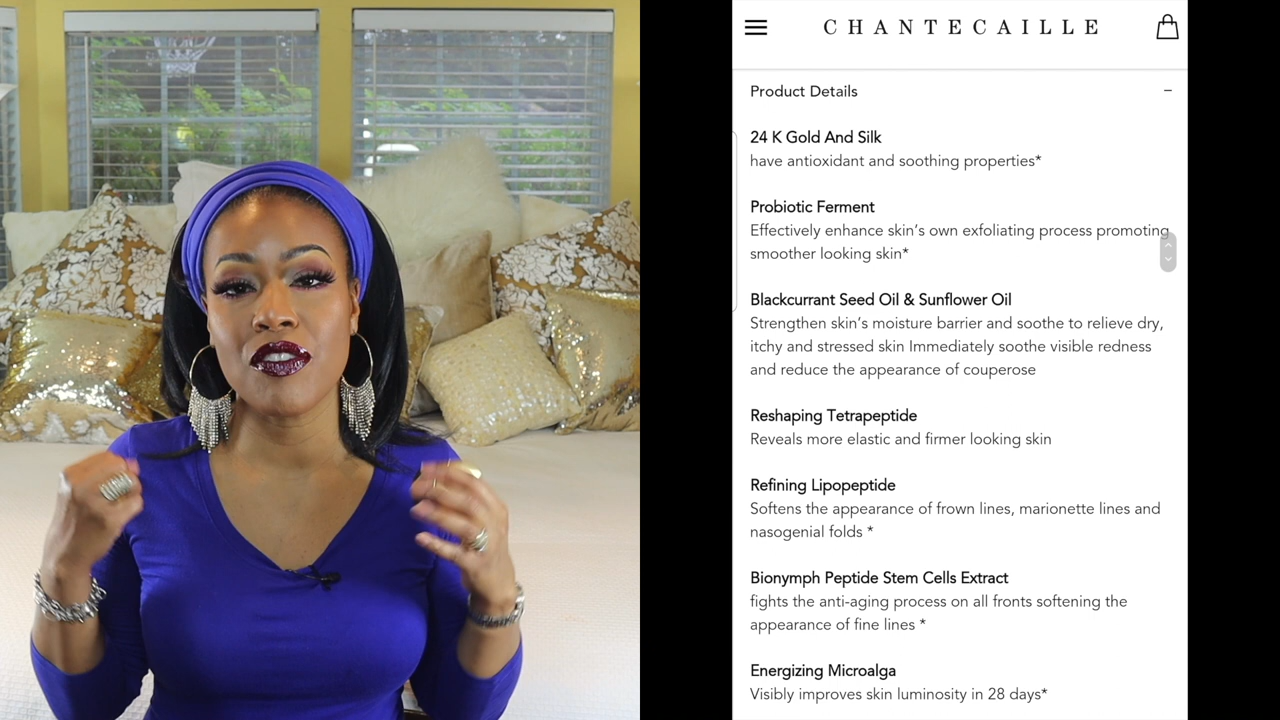 CHANTECAILLE
Product Details
24 K Gold And Silk
have antioxidant and soothing properties*
Probiotic Ferment
Effectively enhance skin’s own exfoliating process promoting
smoother looking skin*
Blackcurrant Seed Oil & Sunflower Oil
Strengthen skin’s moisture barrier and soothe to relieve dry,
itchy and stressed skin Immediately soothe visible redness
and reduce the appearance of couperose
Reshaping Tetrapeptide
Reveals more elastic and firmer looking skin
Refining Lipopeptide
Softens the appearance of frown lines, marionette lines and
nasogenial folds *
Bionymph Peptide Stem Cells Extract
fights the anti-aging process on all fronts softening the
appearance of fine lines *
Energizing Microalga
Visibly improves skin luminosity in 28 days*